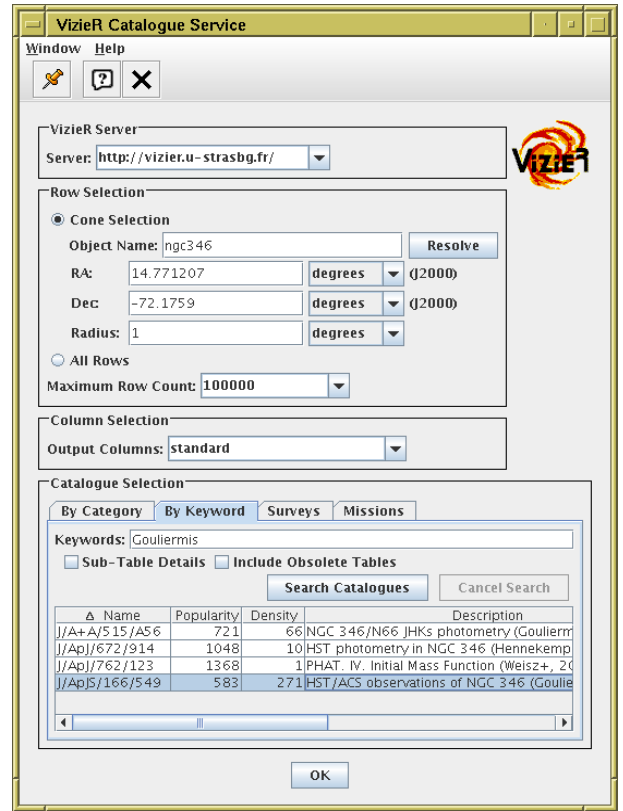 VizieR Catalogue Service
Window Help
VizieR Server
Server: http://vizier.u-strasbg.fr/
VizieR
Row Selection
Cone Selection
Object Name: ngc346 Resolve
RA: 14.771207 degrees (J2000)
Dec: -72.1759 degrees (J2000)
Radius: 1 degrees
All Rows
Maximum Row Count: 100000
Column Selection
Output Columns: standard
Catalogue Selection
By Category By Keyword Surveys Missions
Keywords: Gouliermis
Sub-Table Details Include Obsolete Tables
Search Catalogues Cancel Search
Δ Name Popularity Density Description
J/A+A/515/A56 721 66 NGC 346/N66 JHKs photometry (Goulierm
J/ApJ/672/914 1048 10 HST photometry in NGC 346 (Hennekemp
J/ApJ/762/123 1368 1 PHAT. IV. Initial Mass Function (Weisz+, 20
J/ApJS/166/549 583 271 HST/ACS observations of NGC 346 (Goulie
OK